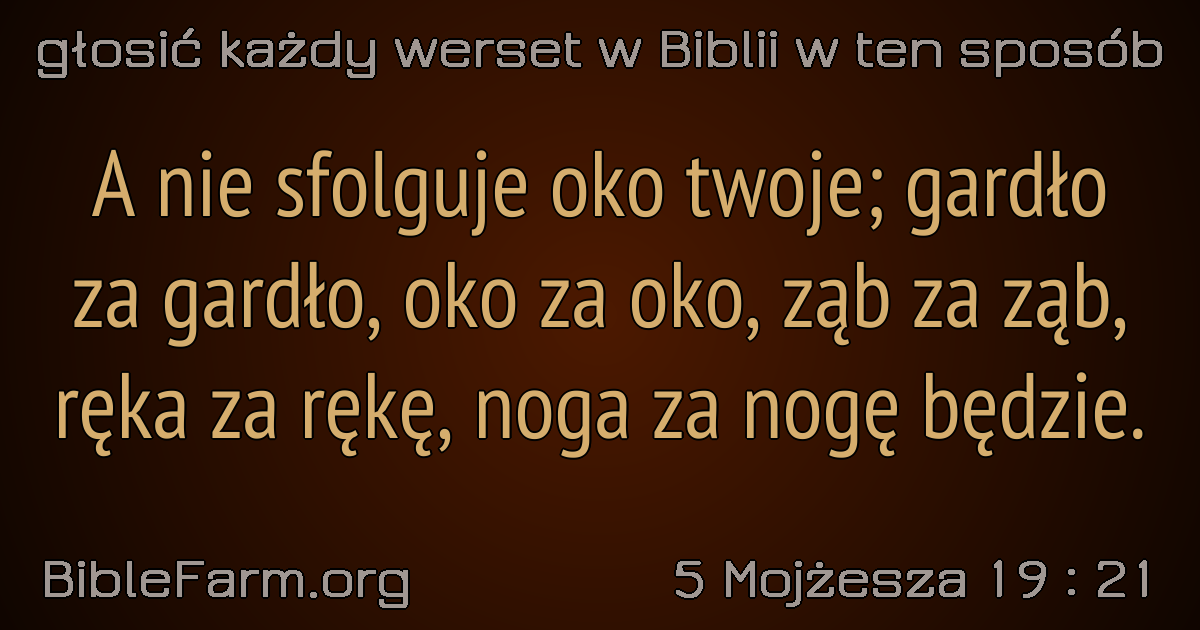 głosić każdy werset w Biblii w ten sposób
A nie sfolguje oko twoje; gardło
za gardło, oko za oko, ząb za ząb,
ręka za rękę, noga za nogę będzie.
BibleFarm.org
5 Mojżesza 19 : 21